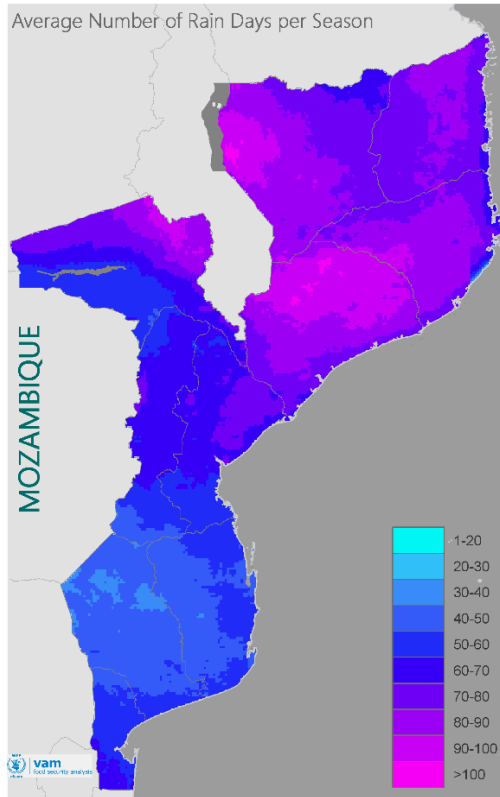 Average Number of Rain Days per Season
MOZAMBIQUE
1-20
20-30
30-40
40-50
50-60
60-70
70-80
80-90
90-100
>100
vam
food security analysis